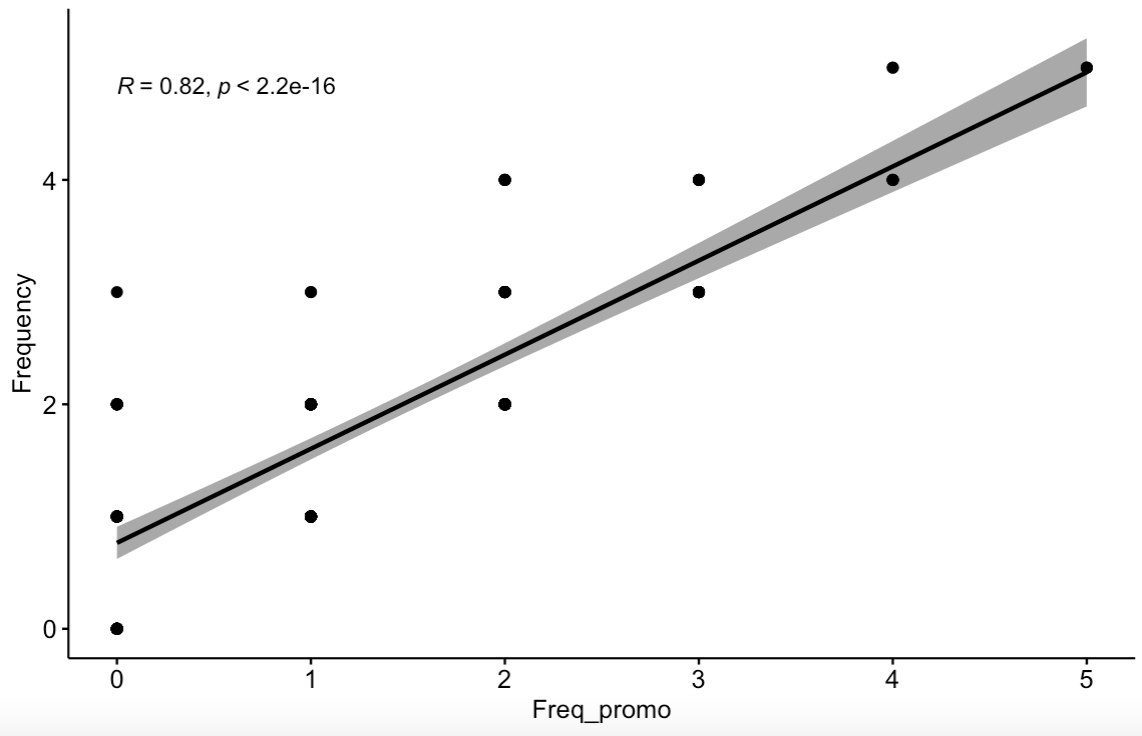 R = 0.82, p < 2.2e-16
4
2
0
Frequency
0 1 2 3 4 5
Freq_promo